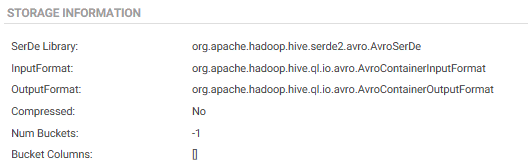 STORAGE INFORMATION
SerDe Library: org.apache.hadoop.hive.serde2.avro.AvroSerDe
InputFormat: org.apache.hadoop.hive.ql.io.avro.AvroContainerInputFormat
OutputFormat: org.apache.hadoop.hive.ql.io.avro.AvroContainerOutputFormat
Compressed: No
Num Buckets: -1
Bucket Columns: []